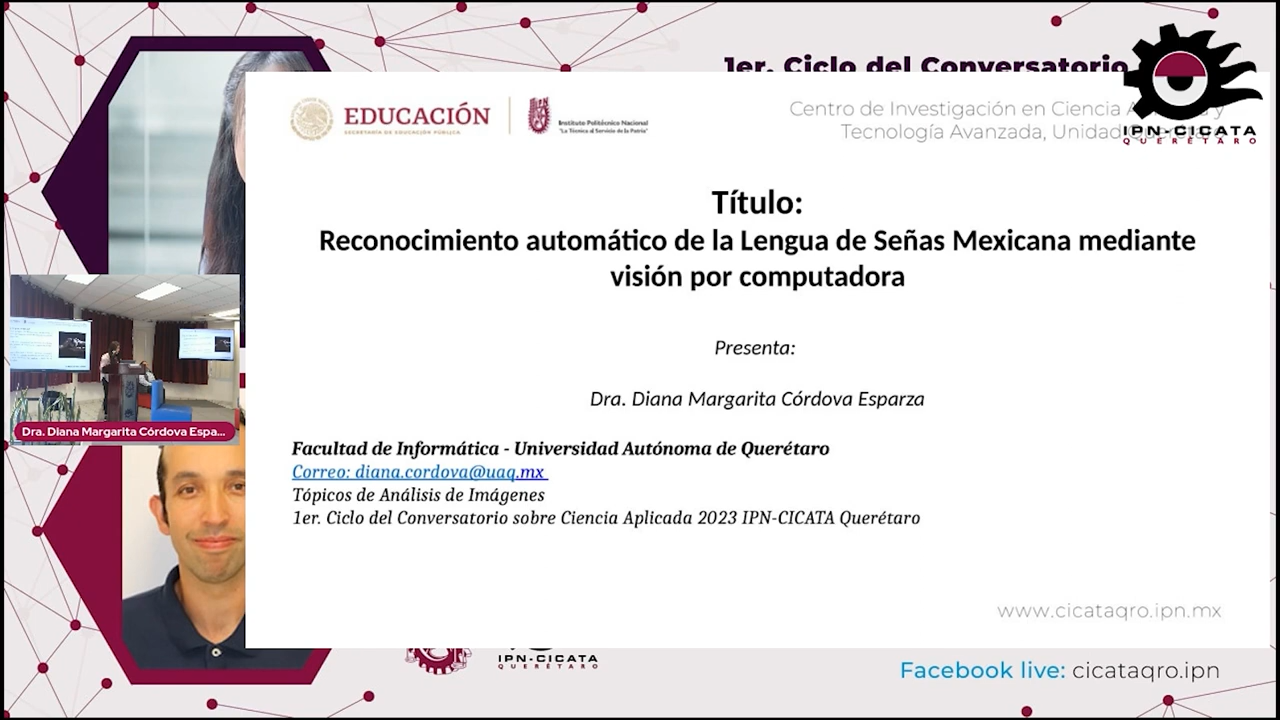 1er. Ciclo del Conversatorio
EDUCACIÓN
SECRETARÍA DE EDUCACIÓN PÚBLICA
Instituto Politécnico Nacional
"La Técnica al Servicio de la Patria"
Centro de Investigación en Ciencia
Tecnología Avanzada, Unidad
IPN-CICATA
QUERÉTARO
Título:
Reconocimiento automático de la Lengua de Señas Mexicana mediante
visión por computadora
Presenta:
Dra. Diana Margarita Córdova Esparza
Dra. Diana Margarita Córdova Espa...
Facultad de Informática - Universidad Autónoma de Querétaro
Correo: diana.cordova@uaq.mx
Tópicos de Análisis de Imágenes
1er. Ciclo del Conversatorio sobre Ciencia Aplicada 2023 IPN-CICATA Querétaro
www.cicataqro.ipn.mx
IPN-CICATA
QUERÉTARO
Facebook live: cicataqro.ipn